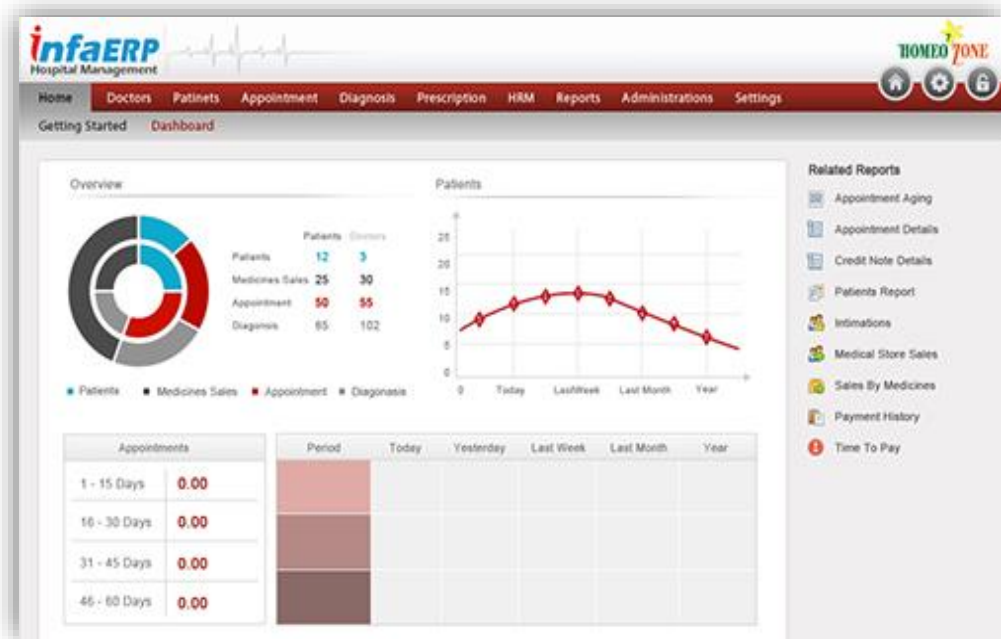 infaERP
Hospital Management
HOMEO ZONE
Home Doctors Patinets Appointment Diagnosis Prescription HRM Reports Administrations Settings
Getting Started Dashboard
Overview
Patients Doctors
Patients 12 3
Medicines Sales 25 30
Appointment 50 55
Diagonsis 65 102
Patients Medicines Sales Appointment Diagonasis
Patients
25
20
15
10
5
0
0 Today LastWeek Last Month Year
Related Reports
Appointment Aging
Appointment Details
Credit Note Details
Patients Report
Intimations
Medical Store Sales
Sales By Medicines
Payment History
Time To Pay
Appointments
1 - 15 Days 0.00
16 - 30 Days 0.00
31 - 45 Days 0.00
46 - 60 Days 0.00
Period Today Yesterday Last Week Last Month Year